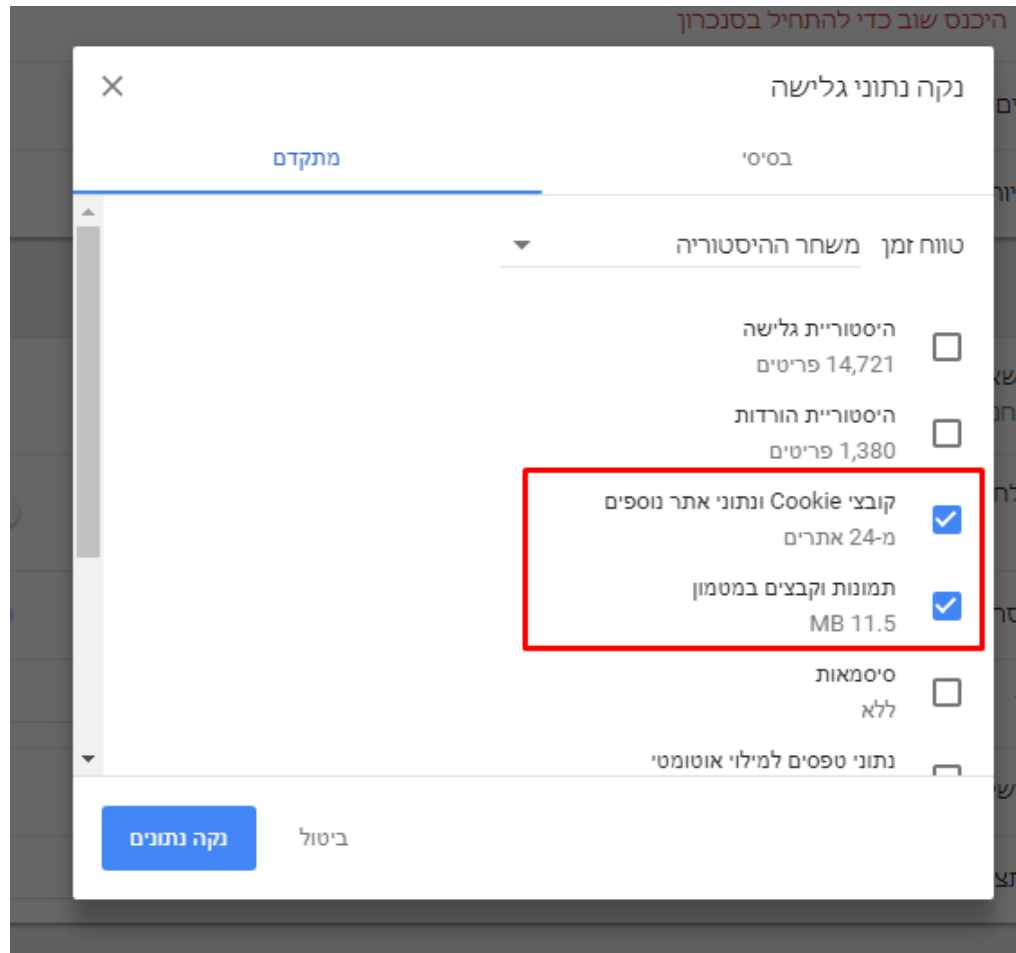 היכנס שוב כדי להתחיל בסנכרון
נקה נתוני גלישה
בסיסי
מתקדם
טווח זמן משחר ההיסטוריה
היסטוריית גלישה
14,721 פריטים
היסטוריית הורדות
1,380 פריטים
קובצי Cookie ונתוני אתר נוספים
מ-24 אתרים
תמונות וקבצים במטמון
MB 11.5
סיסמאות
ללא
נתוני טפסים למילוי אוטומטי
ביטול
נקה נתונים